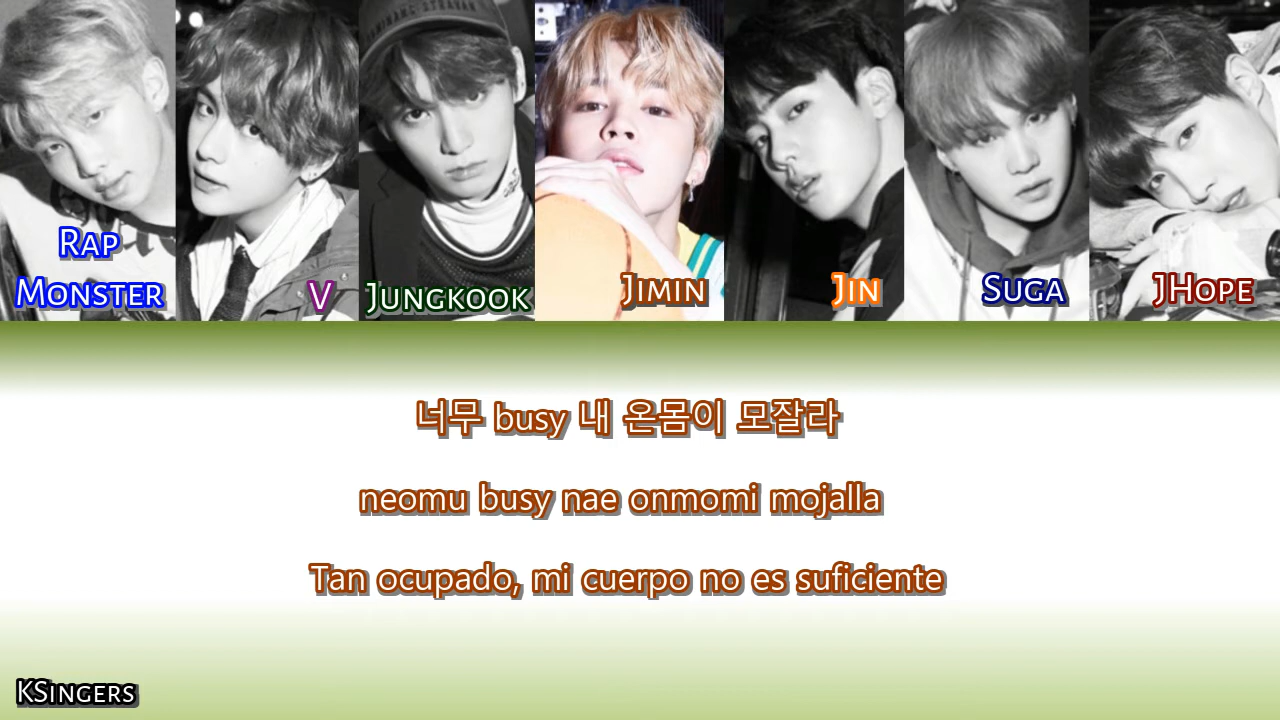 Rap
Monster
V
Jungkook
Jimin
Jin
Suga
JHope
너무 busy 내 온몸이 모잘라
neomu busy nae onmomi mojalla
Tan ocupado, mi cuerpo no es suficiente
KSingers